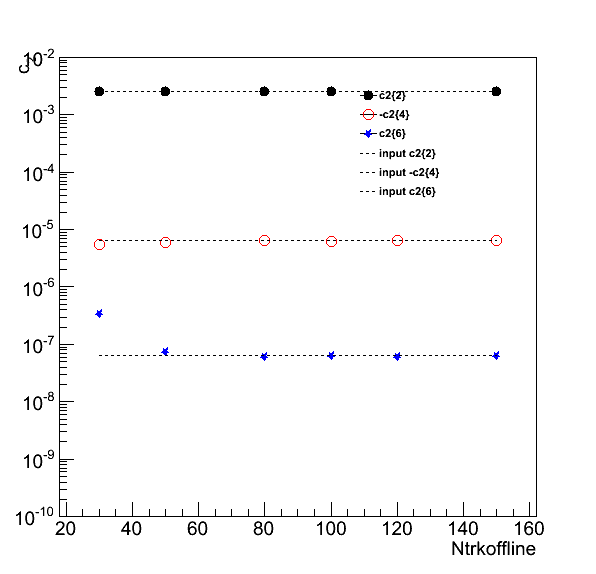 c₂
10⁻²
10⁻³
10⁻⁴
10⁻⁵
10⁻⁶
10⁻⁷
10⁻⁸
10⁻⁹
10⁻¹⁰
c2{2}
-c2{4}
c2{6}
input c2{2}
input -c2{4}
input c2{6}
20 40 60 80 100 120 140 160
Ntrkoffline